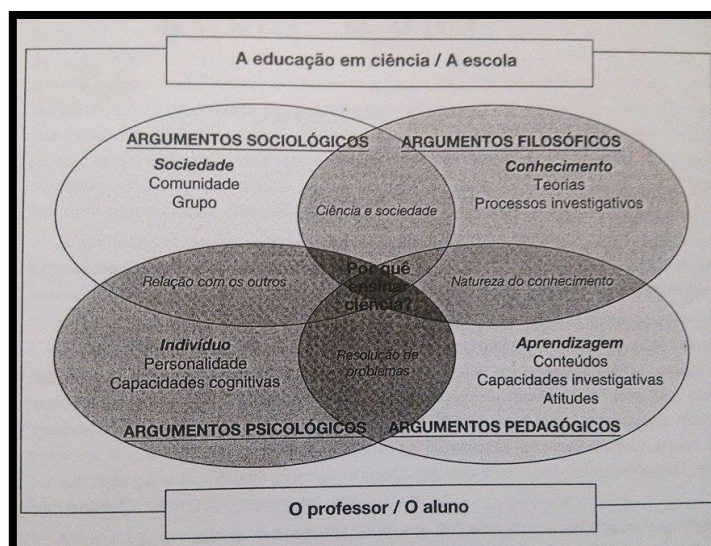 A educação em ciência / A escola
ARGUMENTOS SOCIOLÓGICOS
Sociedade
Comunidade
Grupo
ARGUMENTOS FILOSÓFICOS
Conhecimento
Teorias
Processos investigativos
Ciência e sociedade
Relação com os outros
Por quê
ensinar
ciência?
Natureza do conhecimento
Indivíduo
Personalidade
Capacidades cognitivas
Resolução de
problemas
Aprendizagem
Conteúdos
Capacidades investigativas
Atitudes
ARGUMENTOS PSICOLÓGICOS
ARGUMENTOS PEDAGÓGICOS
O professor / O aluno